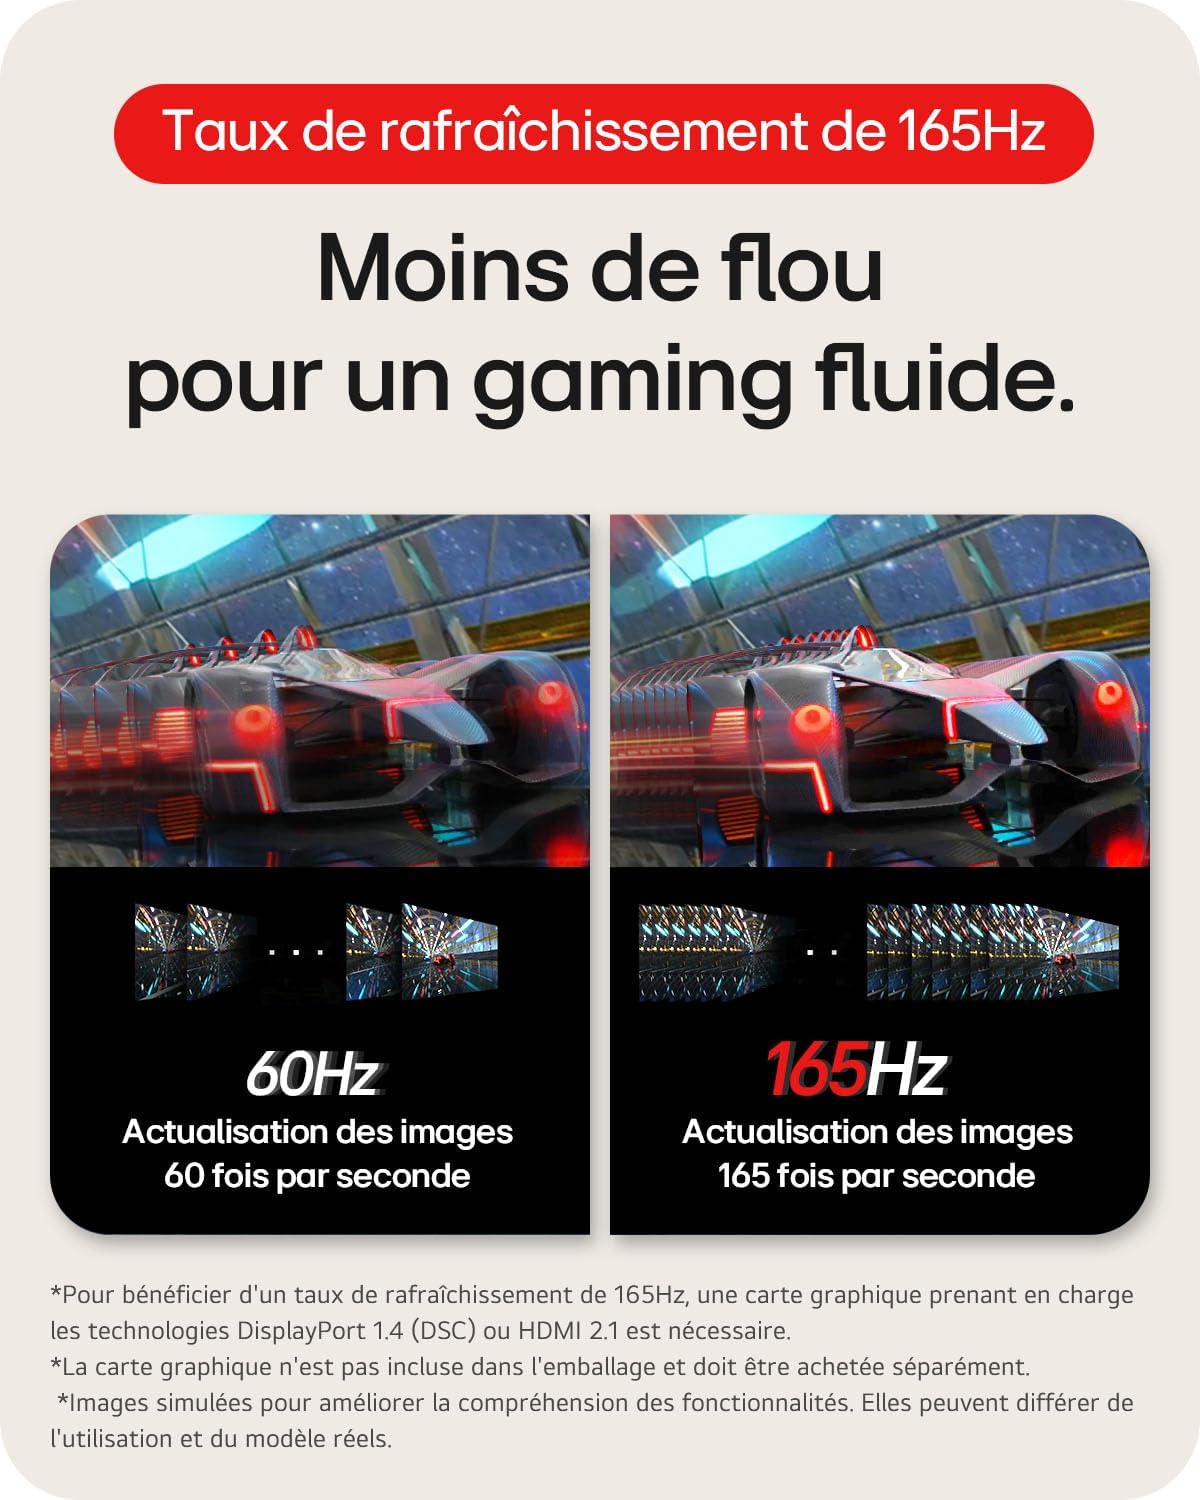 Taux de rafraîchissement de 165Hz
Moins de flou
pour un gaming fluide.
60Hz
Actualisation des images
60 fois par seconde
165Hz
Actualisation des images
165 fois par seconde
*Pour bénéficier d'un taux de rafraîchissement de 165Hz, une carte graphique prenant en charge
les technologies DisplayPort 1.4 (DSC) ou HDMI 2.1 est nécessaire.
*La carte graphique n'est pas incluse dans l'emballage et doit être achetée séparément.
*Images simulées pour améliorer la compréhension des fonctionnalités. Elles peuvent différer de
l'utilisation et du modèle réels.